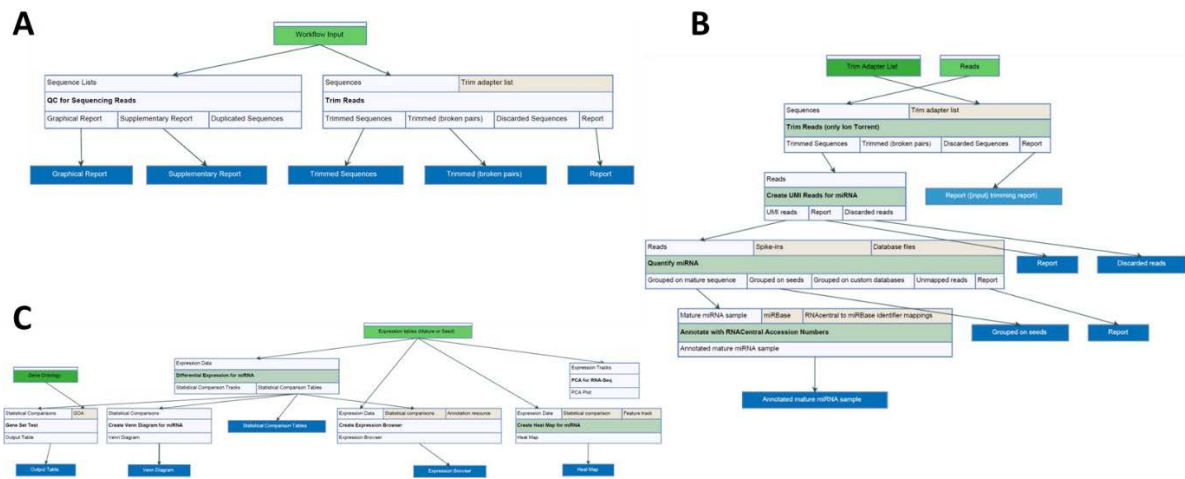 A
Workflow Input
Sequence Lists
QC for Sequencing Reads
Graphical Report Supplementary Report Duplicated Sequences
Sequences Trim adapter list
Trim Reads
Trimmed Sequences Trimmed (broken pairs) Discarded Sequences Report
Graphical Report Supplementary Report Trimmed Sequences Trimmed (broken pairs) Report
B
Trim Adapter List Reads
Sequences Trim adapter list
Trim Reads (only Ion Torrent)
Trimmed Sequences Trimmed (broken pairs) Discarded Sequences Report
Reads
Create UMI Reads for miRNA
UMI reads Report Discarded reads
Report ({input} trimming report)
Reads Spike-ins Database files
Quantify miRNA
Grouped on mature sequence Grouped on seeds Grouped on custom databases Unmapped reads Report
Report Discarded reads
Mature miRNA sample miRBase RNAcentral to miRBase identifier mappings
Annotate with RNACentral Accession Numbers
Annotated mature miRNA sample
Grouped on seeds Report
Annotated mature miRNA sample
C
Expression tables (Mature or Seed)
Gene Ontology
Expression Data
Differential Expression for miRNA
Statistical Comparison Tracks Statistical Comparison Tables
Expression Tracks
PCA for RNA-Seq
PCA Plot
Statistical Comparisons GOA
Gene Set Test
Output Table
Statistical Comparisons
Create Venn Diagram for miRNA
Venn Diagram
Statistical Comparison Tables
Expression Data Statistical comparisons Annotation resource
Create Expression Browser
Expression Browser
Expression Data Statistical comparison Feature track
Create Heat Map for miRNA
Heat Map
Output Table Venn Diagram Expression Browser Heat Map